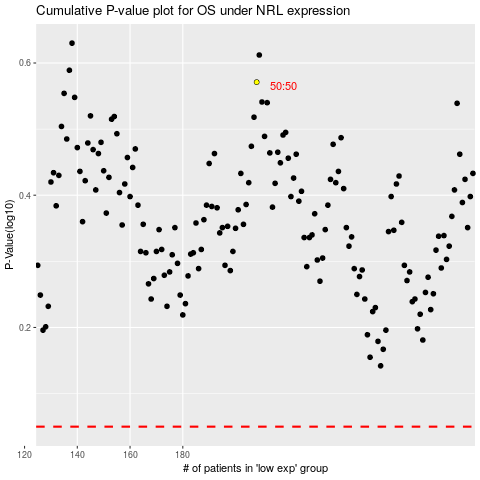 Cumulative P-value plot for OS under NRL expression
0.6
50:50
0.4
0.2
P-Value(log10)
120 140 160 180
# of patients in 'low exp' group